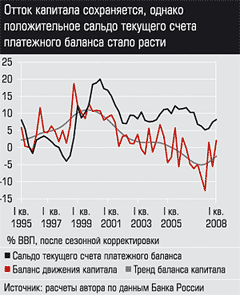 Отток капитала сохраняется, однако
положительное сальдо текущего счета
платежного баланса стало расти
25
20
15
10
5
0
-5
-10
-15
I кв. I кв. I кв. I кв. I кв. I кв. I кв.
1995 1997 1999 2001 2003 2005 2008
% ВВП, после сезонной корректировки
Сальдо текущего счета платежного баланса
Баланс движения капитала Тренд баланса капитала
Источник: расчеты автора по данным Банка России